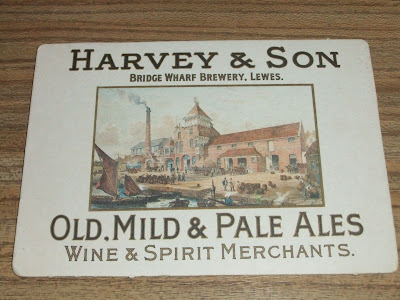 HARVEY & SON
BRIDGE WHARF BREWERY, LEWES.
OLD, MILD & PALE ALES
WINE & SPIRIT MERCHANTS.